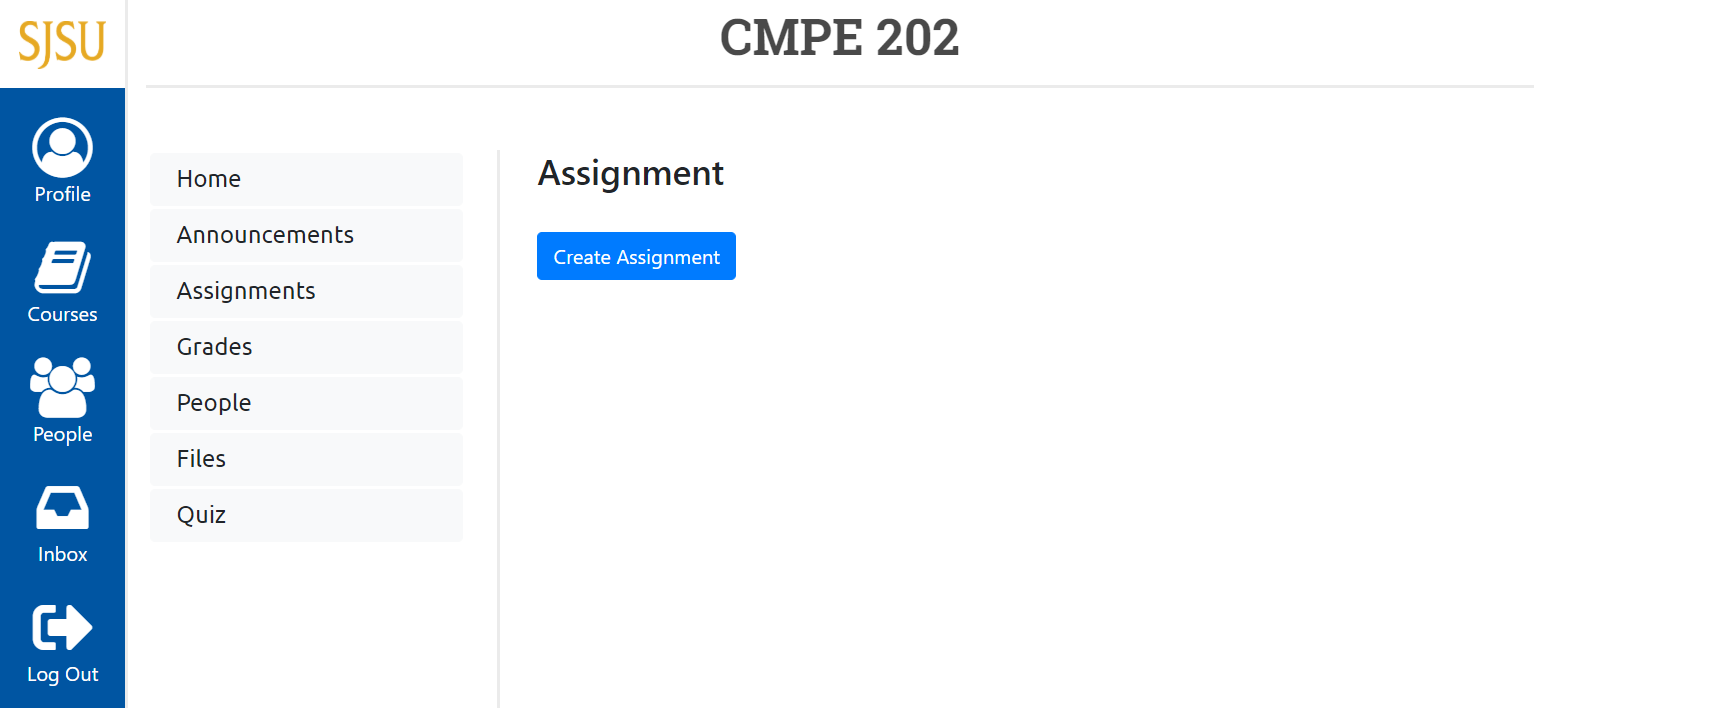 SJSU
CMPE 202
Profile
Courses
People
Inbox
Log Out
Home
Announcements
Assignments
Grades
People
Files
Quiz
Assignment
Create Assignment